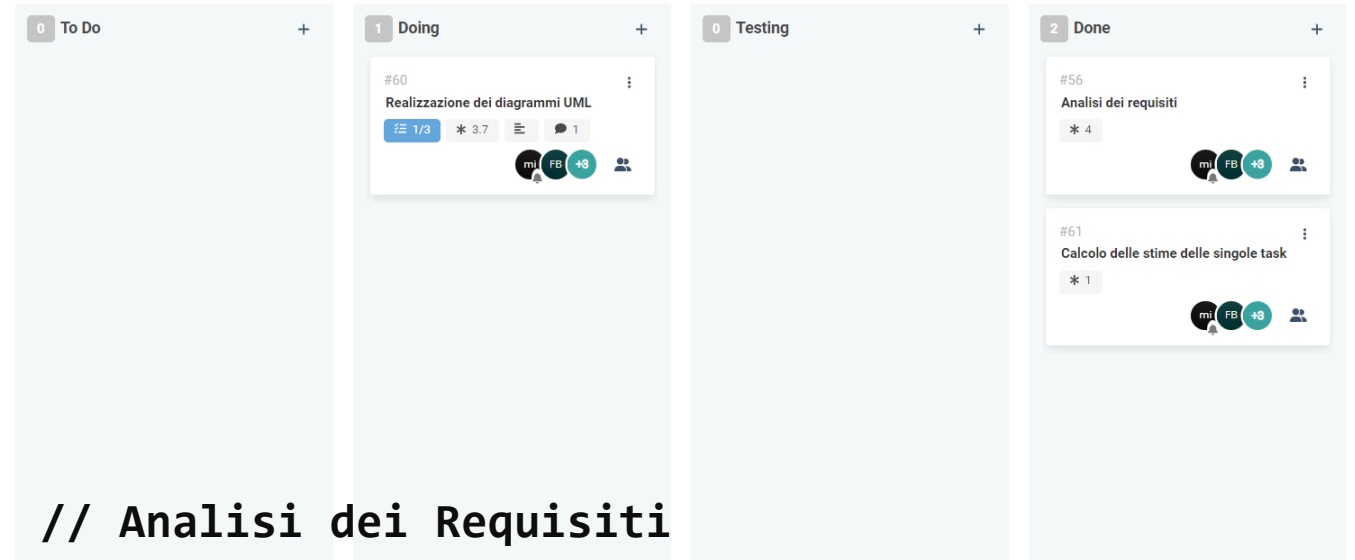 0 To Do +
1 Doing +
#60
Realizzazione dei diagrammi UML
1/3 3.7 1
mi FB +3
0 Testing +
2 Done +
#56
Analisi dei requisiti
4
mi FB +3
#61
Calcolo delle stime delle singole task
1
mi FB +3
// Analisi dei Requisiti